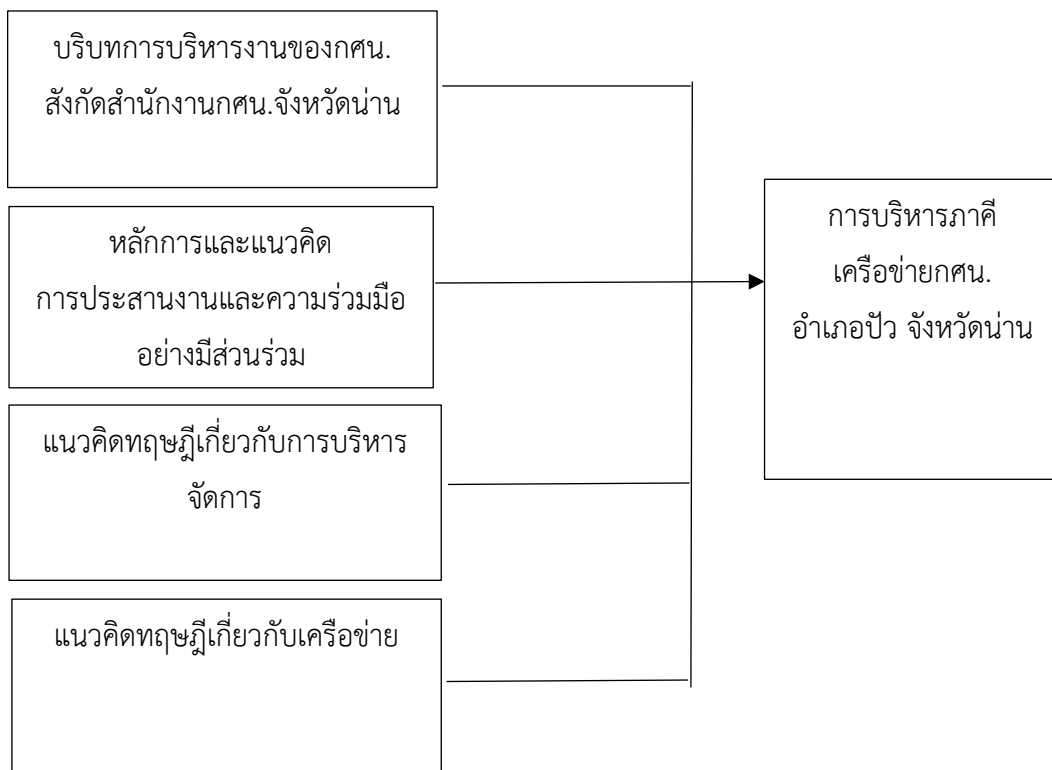 บริบทการบริหารงานของกศน.
สังกัดสำนักงานกศน.จังหวัดน่าน
หลักการและแนวคิด
การประสานงานและความร่วมมือ
อย่างมีส่วนร่วม
แนวคิดทฤษฎีเกี่ยวกับการบริหาร
จัดการ
แนวคิดทฤษฎีเกี่ยวกับเครือข่าย
การบริหารภาคี
เครือข่ายกศน.
อำเภอปัว จังหวัดน่าน